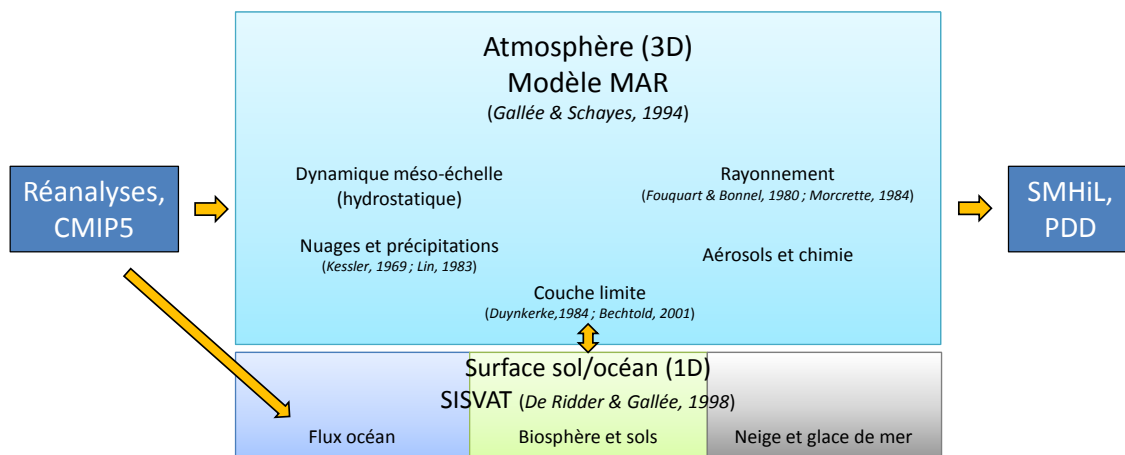 Atmosphère (3D)
Modèle MAR
(Gallée & Schayes, 1994)
Réanalyses,
CMIP5
Dynamique méso-échelle
(hydrostatique)
Rayonnement
(Fouquart & Bonnel, 1980 ; Morcrette, 1984)
SMHiL,
PDD
Nuages et précipitations
(Kessler, 1969 ; Lin, 1983)
Aérosols et chimie
Couche limite
(Duynkerke,1984 ; Bechtold, 2001)
Surface sol/océan (1D)
SISVAT (De Ridder & Gallée, 1998)
Flux océan
Biosphère et sols
Neige et glace de mer